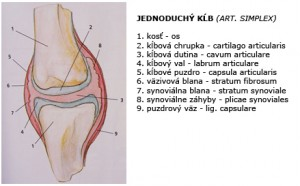 JEDNODUCHÝ KĹB (ART. SIMPLEX)
1. kosť - os
2. kĺbová chrupka - cartilago articularis
3. kĺbová dutina - cavum articulare
4. kĺbový val - labrum articulare
5. kĺbové puzdro - capsula articularis
6. väzivová blana - stratum fibrosum
7. synoviálna blana - stratum synoviale
8. synoviálne záhyby - plicae synoviales
9. puzdrový väz - lig. capsulare